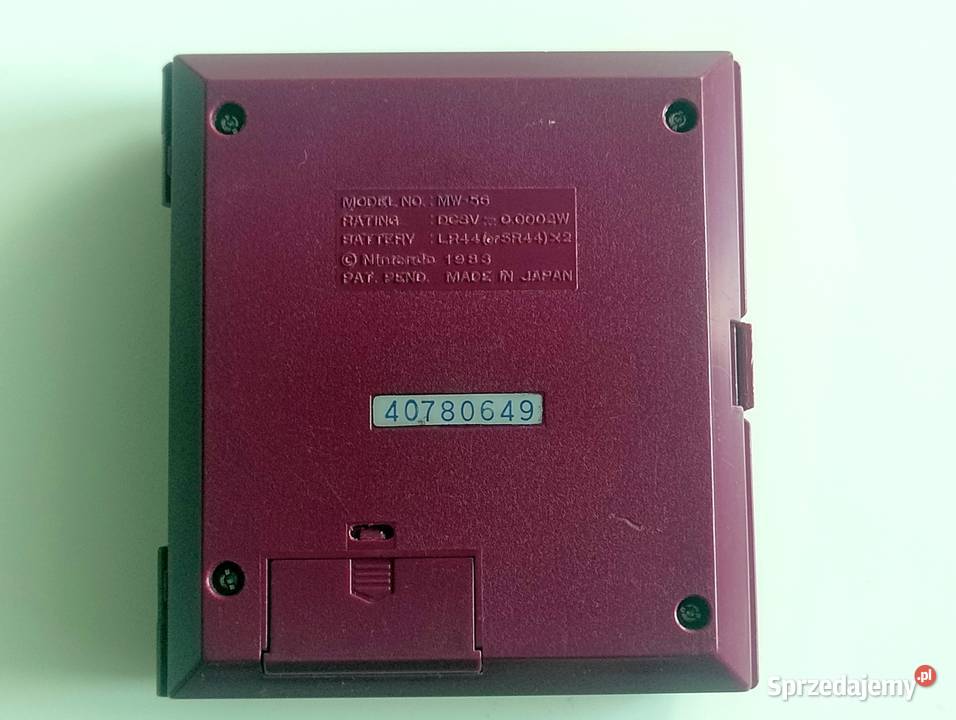 MODEL NO. : MW-56
RATING : DC3V ⎓ 0.0002W
BATTERY : LR44 (or SR44) X2
© Nintendo 1983
PAT. PEND. MADE IN JAPAN
40780649
Sprzedajemy.pl